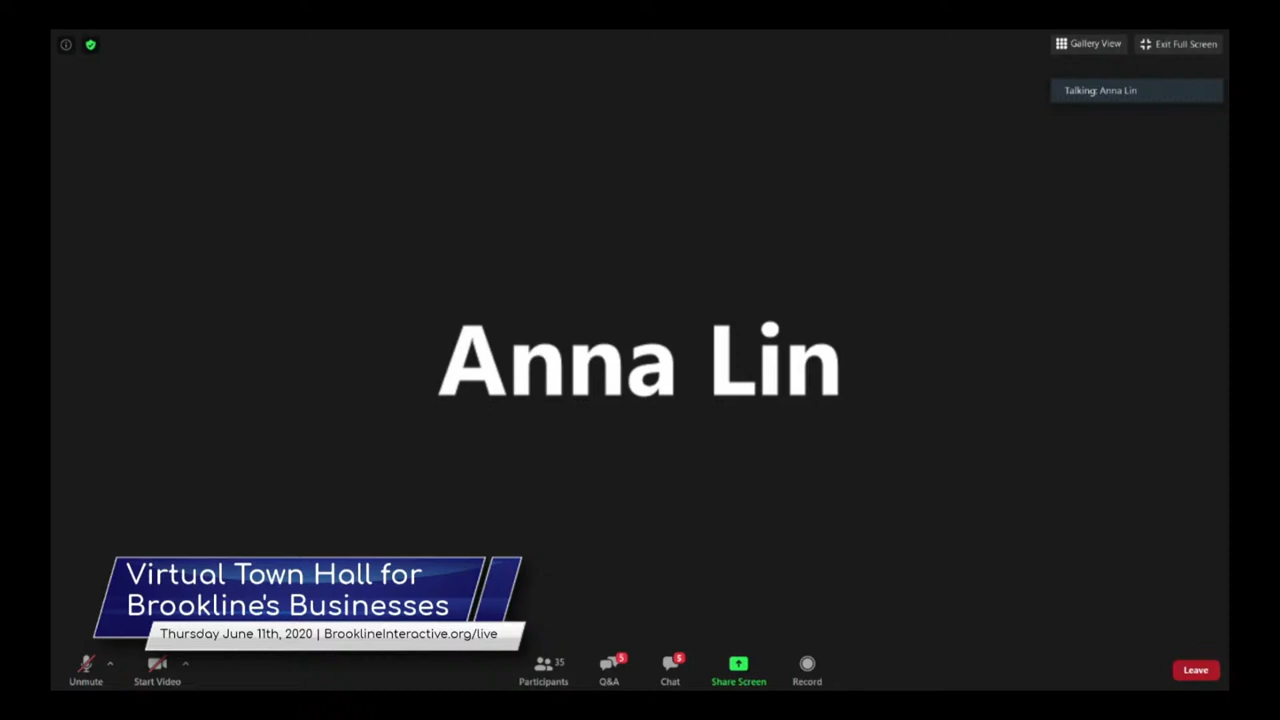 Gallery View
Exit Full Screen
Talking: Anna Lin
Anna Lin
Virtual Town Hall for
Brookline's Businesses
Thursday June 11th, 2020 | BrooklineInteractive.org/live
Unmute
Start Video
35
Participants
5
Q&A
5
Chat
Share Screen
Record
Leave